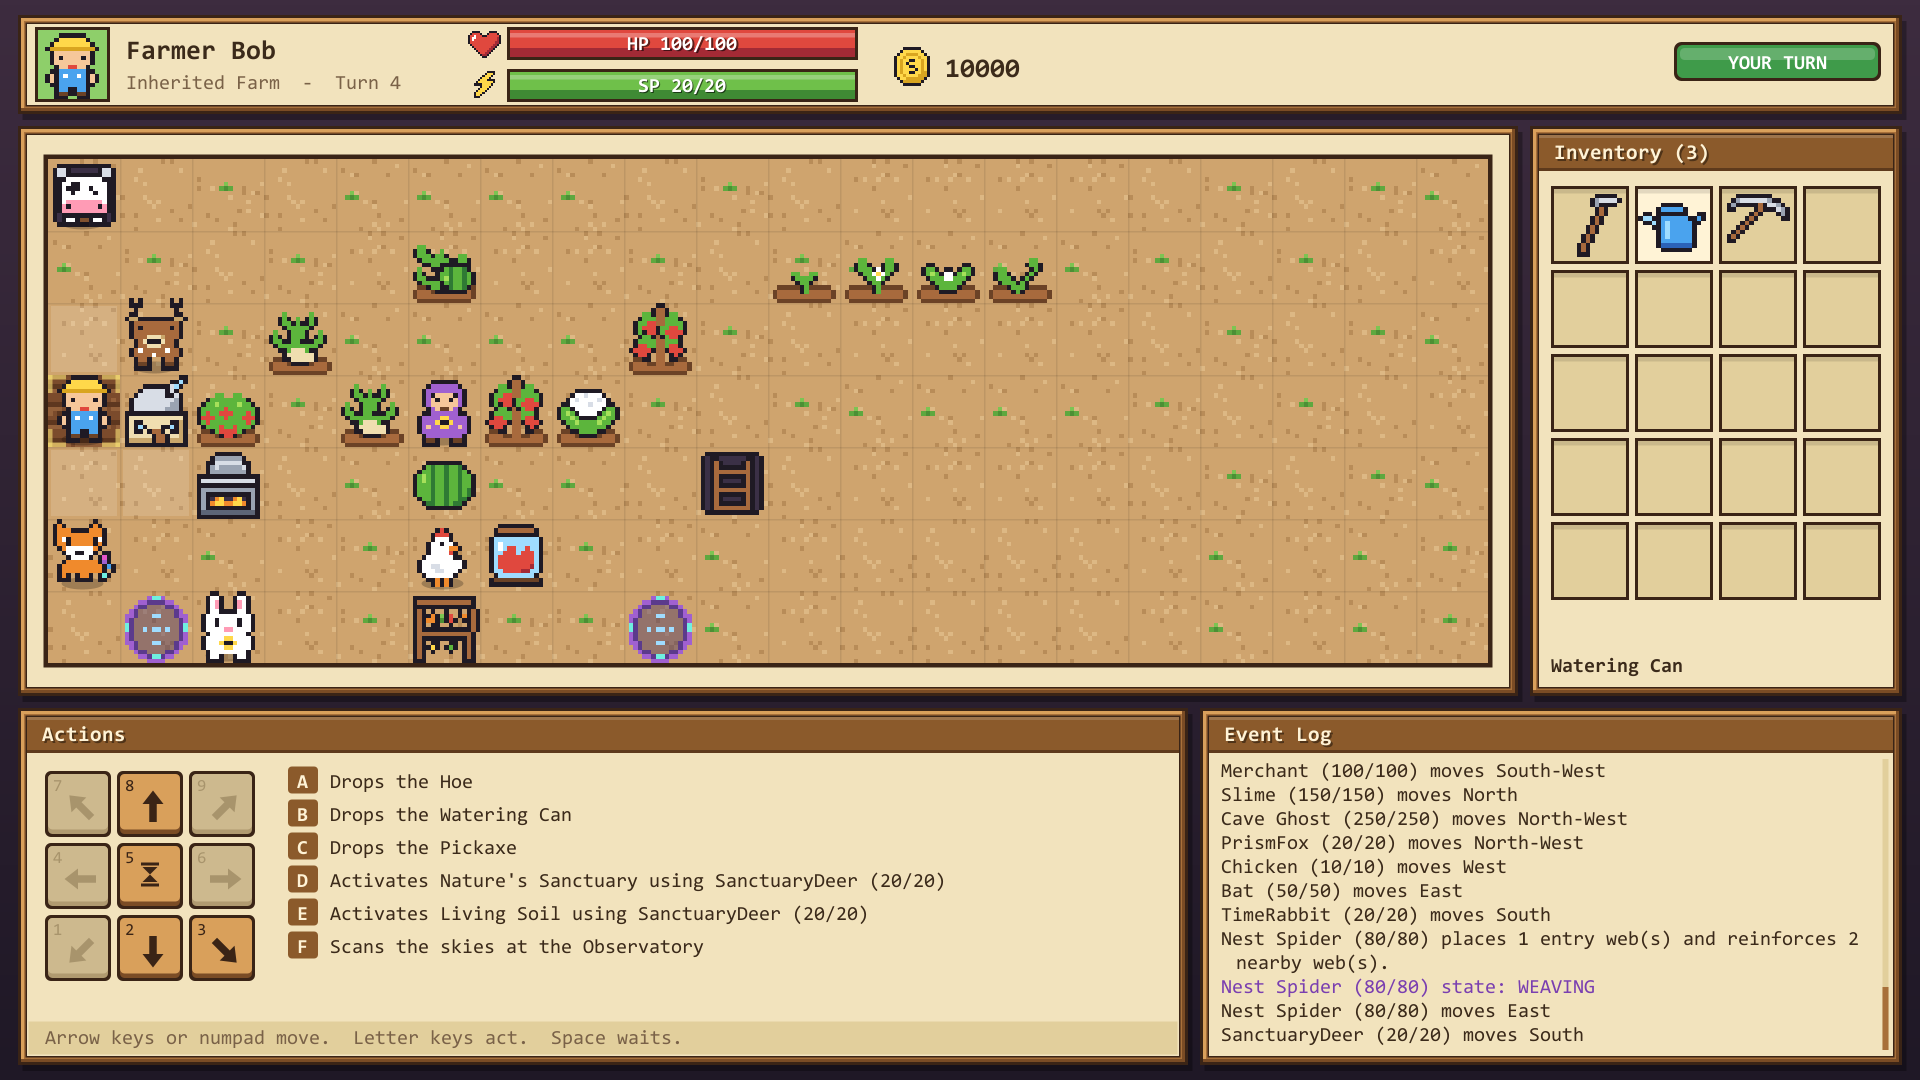 Farmer Bob
Inherited Farm - Turn 4
HP 100/100
SP 20/20
10000
YOUR TURN
Inventory (3)
Watering Can
Actions
7
8
9
4
5
6
1
2
3
A Drops the Hoe
B Drops the Watering Can
C Drops the Pickaxe
D Activates Nature's Sanctuary using SanctuaryDeer (20/20)
E Activates Living Soil using SanctuaryDeer (20/20)
F Scans the skies at the Observatory
Arrow keys or numpad move. Letter keys act. Space waits.
Event Log
Merchant (100/100) moves South-West
Slime (150/150) moves North
Cave Ghost (250/250) moves North-West
PrismFox (20/20) moves North-West
Chicken (10/10) moves West
Bat (50/50) moves East
TimeRabbit (20/20) moves South
Nest Spider (80/80) places 1 entry web(s) and reinforces 2
nearby web(s).
Nest Spider (80/80) state: WEAVING
Nest Spider (80/80) moves East
SanctuaryDeer (20/20) moves South